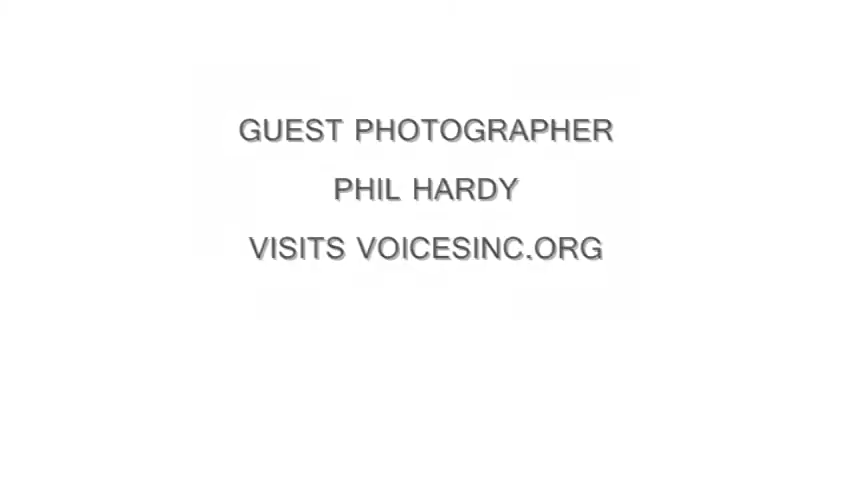 GUEST PHOTOGRAPHER
PHIL HARDY
VISITS VOICESINC.ORG